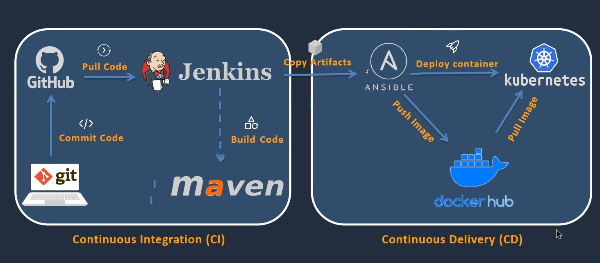 GitHub
Pull Code
Jenkins
Copy Artifacts
ANSIBLE
Deploy container
kubernetes
Commit Code
Build Code
Push Image
Pull Image
git
maven
docker hub
Continuous Integration (CI)
Continuous Delivery (CD)